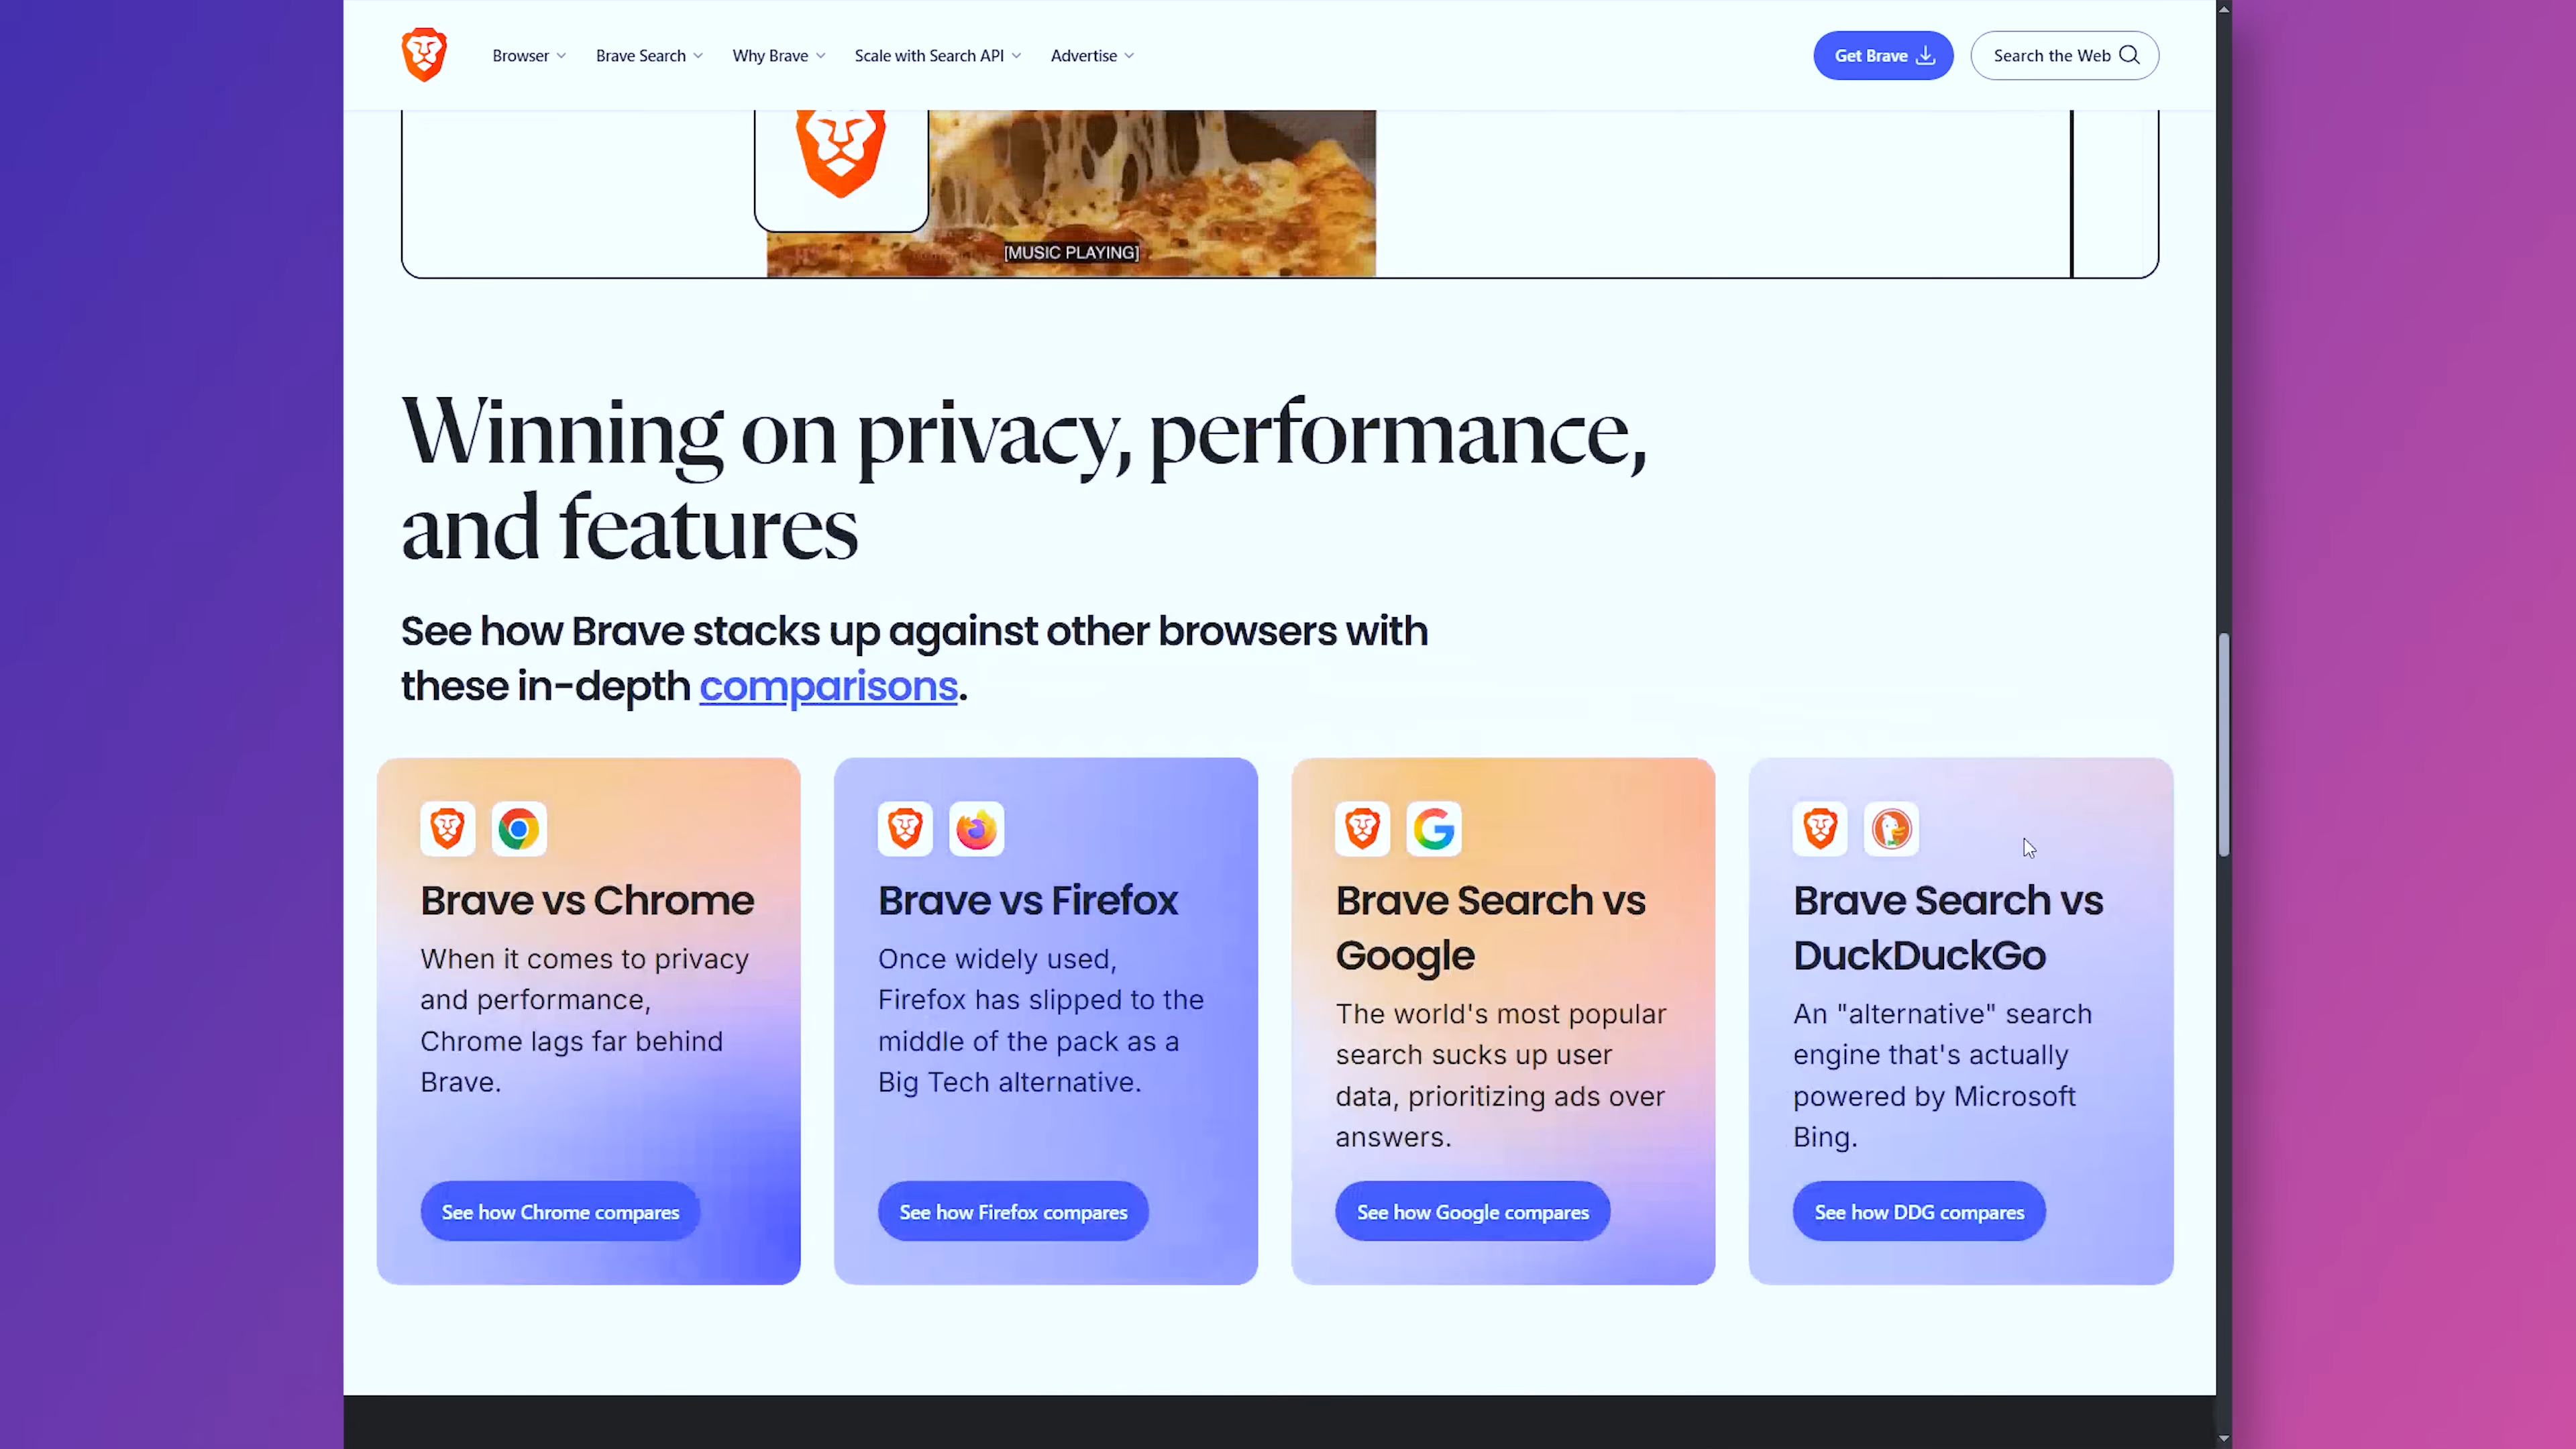 Browser
Brave Search
Why Brave
Scale with Search API
Advertise
Get Brave
Search the Web
[MUSIC PLAYING]
Winning on privacy, performance,
and features
See how Brave stacks up against other browsers with
these in-depth comparisons.
Brave vs Chrome
When it comes to privacy
and performance,
Chrome lags far behind
Brave.
See how Chrome compares
Brave vs Firefox
Once widely used,
Firefox has slipped to the
middle of the pack as a
Big Tech alternative.
See how Firefox compares
Brave Search vs
Google
The world's most popular
search sucks up user
data, prioritizing ads over
answers.
See how Google compares
Brave Search vs
DuckDuckGo
An "alternative" search
engine that's actually
powered by Microsoft
Bing.
See how DDG compares